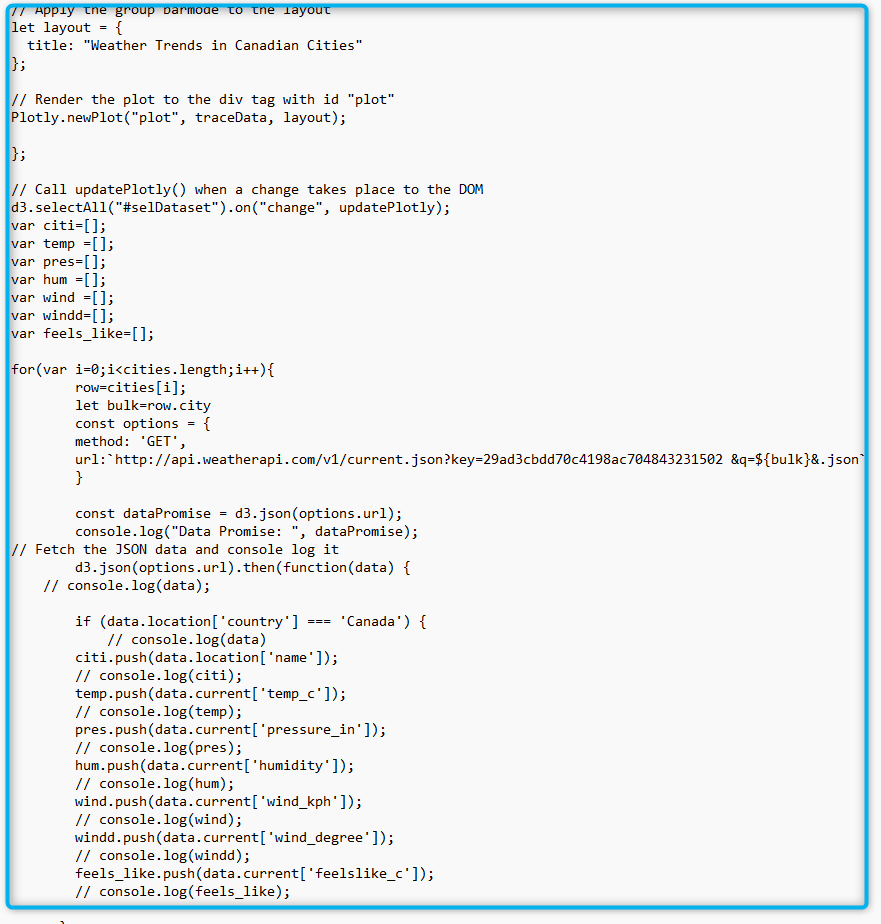 // Apply the group barmode to the layout
let layout = {
  title: "Weather Trends in Canadian Cities"
};

// Render the plot to the div tag with id "plot"
Plotly.newPlot("plot", traceData, layout);

};

// Call updatePlotly() when a change takes place to the DOM
d3.selectAll("#selDataset").on("change", updatePlotly);
var citi=[];
var temp =[];
var pres=[];
var hum =[];
var wind =[];
var windd=[];
var feels_like=[];

for(var i=0;i<cities.length;i++){
        row=cities[i];
        let bulk=row.city
        const options = {
        method: 'GET',
        url:`http://api.weatherapi.com/v1/current.json?key=29ad3cbdd70c4198ac704843231502 &q=${bulk}&.json`
        }

        const dataPromise = d3.json(options.url);
        console.log("Data Promise: ", dataPromise);
// Fetch the JSON data and console log it
        d3.json(options.url).then(function(data) {
    // console.log(data);

        if (data.location['country'] === 'Canada') {
            // console.log(data)
        citi.push(data.location['name']);
        // console.log(citi);
        temp.push(data.current['temp_c']);
        // console.log(temp);
        pres.push(data.current['pressure_in']);
        // console.log(pres);
        hum.push(data.current['humidity']);
        // console.log(hum);
        wind.push(data.current['wind_kph']);
        // console.log(wind);
        windd.push(data.current['wind_degree']);
        // console.log(windd);
        feels_like.push(data.current['feelslike_c']);
        // console.log(feels_like);